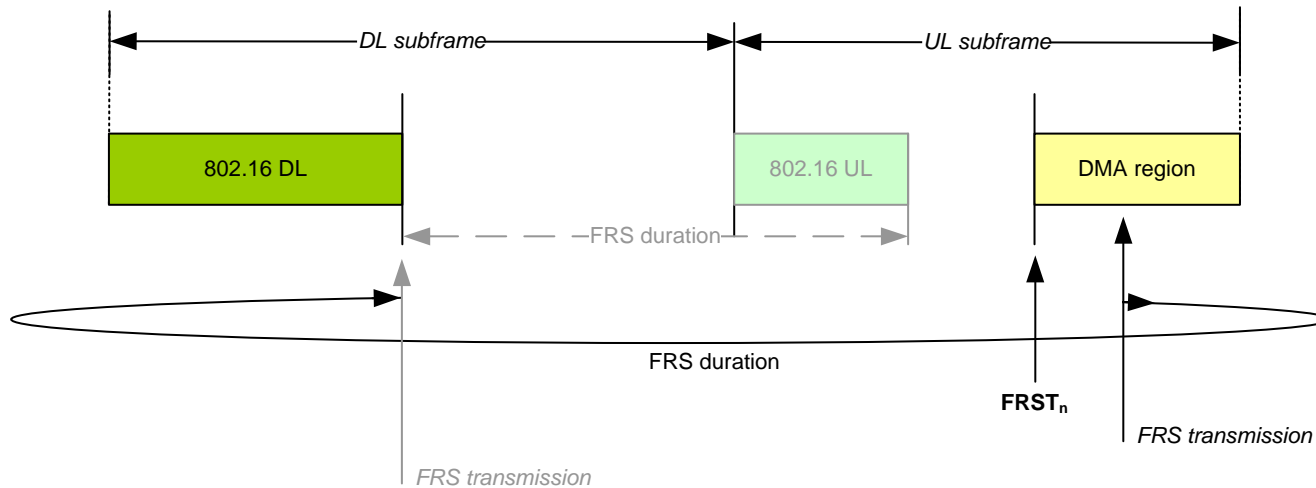 DL subframe
UL subframe
802.16 DL
802.16 UL
DMA region
FRS duration
FRS duration
FRSTn
FRS transmission
FRS transmission